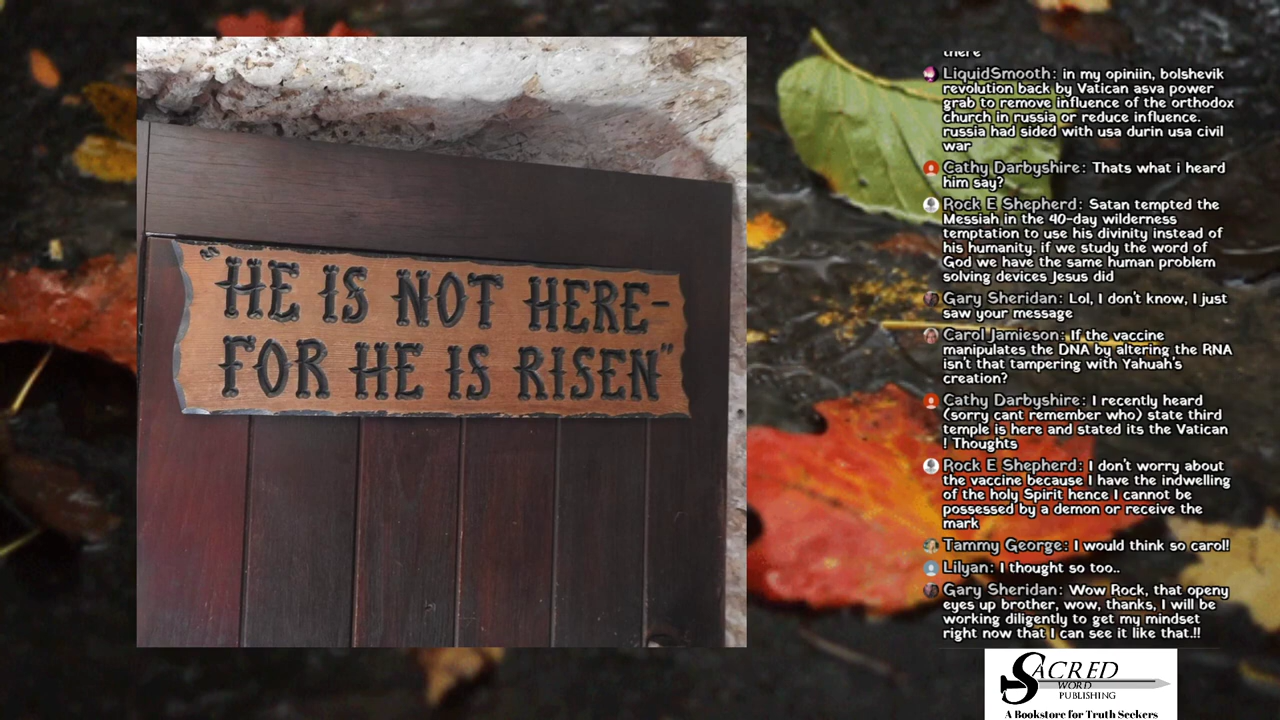 "HE IS NOT HERE-
FOR HE IS RISEN"
there
LiquidSmooth: in my opiniin, bolshevik
revolution back by Vatican asva power
grab to remove influence of the orthodox
church in russia or reduce influence.
russia had sided with usa durin usa civil
war
Cathy Darbyshire: Thats what i heard
him say?
Rock E Shepherd: Satan tempted the
Messiah in the 40-day wilderness
temptation to use his divinity instead of
his humanity. if we study the word of
God we have the same human problem
solving devices Jesus did
Gary Sheridan: Lol, I don't know, I just
saw your message
Carol Jamieson: If the vaccine
manipulates the DNA by altering the RNA
isn't that tampering with Yahuah's
creation?
Cathy Darbyshire: I recently heard
(sorry cant remember who) state third
temple is here and stated its the Vatican
! Thoughts
Rock E Shepherd: I don't worry about
the vaccine because I have the indwelling
of the holy Spirit hence I cannot be
possessed by a demon or receive the
mark
Tammy George: I would think so carol!
Lilyan: I thought so too..
Gary Sheridan: Wow Rock, that openy
eyes up brother, wow, thanks, I will be
working diligently to get my mindset
right now that I can see it like that.!!
SACRED
WORD
PUBLISHING
A Bookstore for Truth Seekers